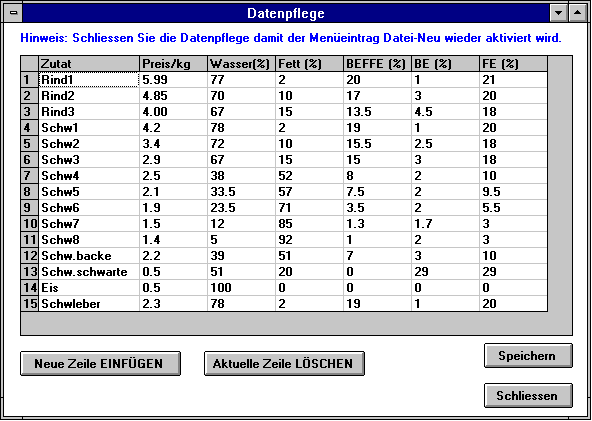 Datenpflege
Hinweis: Schliessen Sie die Datenpflege damit der Menüeintrag Datei-Neu wieder aktiviert wird.
Zutat Preis/kg Wasser(%) Fett (%) BEFFE (%) BE (%) FE (%)
1 Rind1 5.99 77 2 20 1 21
2 Rind2 4.85 70 10 17 3 20
3 Rind3 4.00 67 15 13.5 4.5 18
4 Schw1 4.2 78 2 19 1 20
5 Schw2 3.4 72 10 15.5 2.5 18
6 Schw3 2.9 67 15 15 3 18
7 Schw4 2.5 38 52 8 2 10
8 Schw5 2.1 33.5 57 7.5 2 9.5
9 Schw6 1.9 23.5 71 3.5 2 5.5
10 Schw7 1.5 12 85 1.3 1.7 3
11 Schw8 1.4 5 92 1 2 3
12 Schw.backe 2.2 39 51 7 3 10
13 Schw.schwarte 0.5 51 20 0 29 29
14 Eis 0.5 100 0 0 0 0
15 Schwleber 2.3 78 2 19 1 20
Neue Zeile EINFÜGEN Aktuelle Zeile LÖSCHEN Speichern
Schliessen